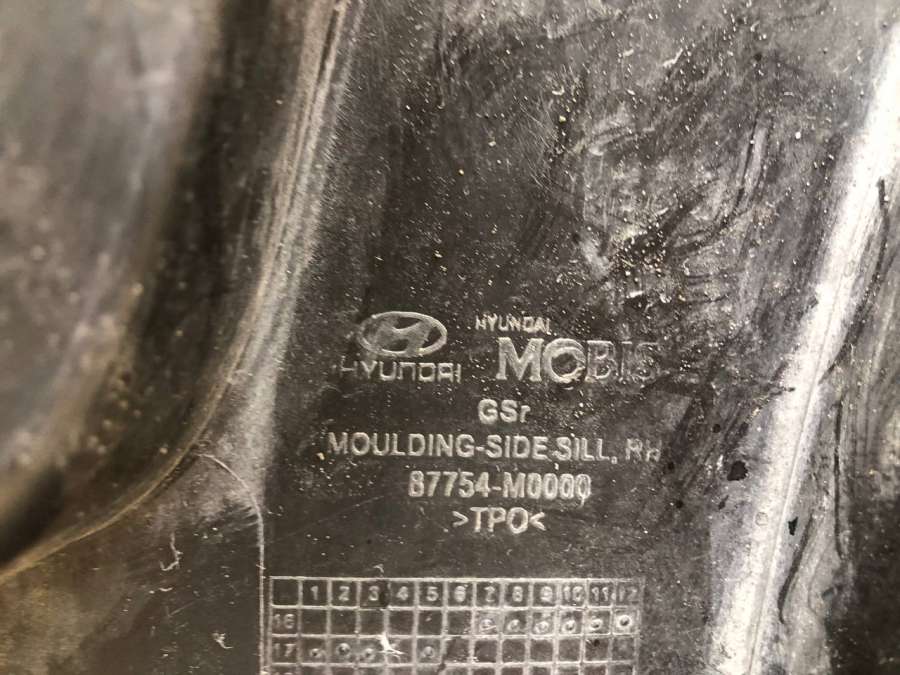 HYUNDAI
HYUNDAI
MOBIS
GSr
MOULDING-SIDE SILL, RH
87754-M0000
>TPO<
1 2 3 4 5 6 7 8 9 10 11 12
16
17